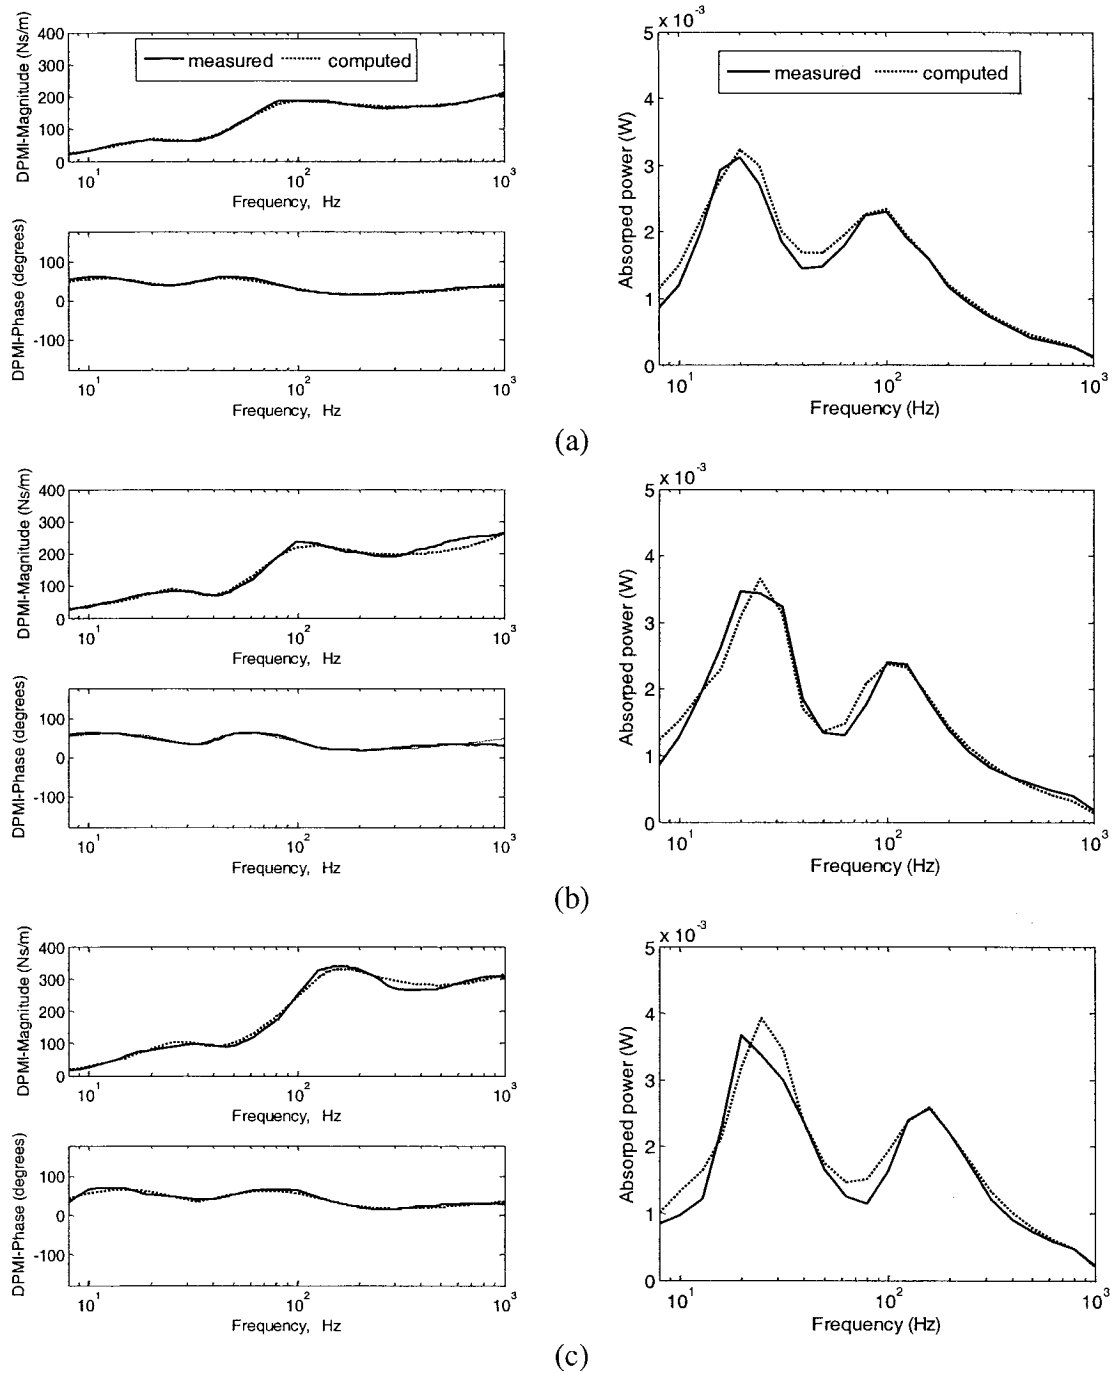 DPMI-Magnitude (Ns/m)
400
300
200
100
0
measured
computed
10^1
10^2
10^3
Frequency, Hz
DPMI-Phase (degrees)
100
0
-100
10^1
10^2
10^3
Frequency, Hz
x 10^-3
Absorped power (W)
5
4
3
2
1
0
measured
computed
10^1
10^2
10^3
Frequency (Hz)
(a)
DPMI-Magnitude (Ns/m)
400
300
200
100
0
10^1
10^2
10^3
Frequency, Hz
DPMI-Phase (degrees)
100
0
-100
10^1
10^2
10^3
Frequency, Hz
x 10^-3
Absorped power (W)
5
4
3
2
1
0
10^1
10^2
10^3
Frequency (Hz)
(b)
DPMI-Magnitude (Ns/m)
400
300
200
100
0
10^1
10^2
10^3
Frequency, Hz
DPMI-Phase (degrees)
100
0
-100
10^1
10^2
10^3
Frequency, Hz
x 10^-3
Absorped power (W)
5
4
3
2
1
0
10^1
10^2
10^3
Frequency (Hz)
(c)